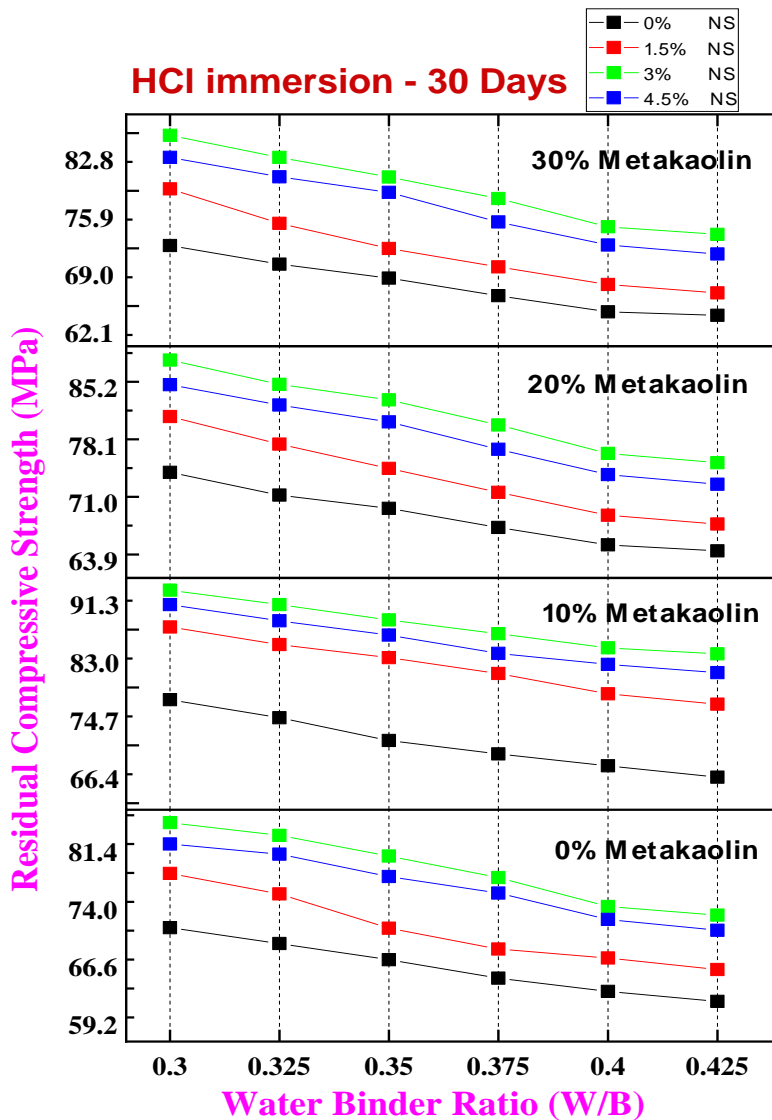 0% NS
1.5% NS
3% NS
4.5% NS
HCl immersion - 30 Days
30% Metakaolin
82.8
75.9
69.0
62.1
20% Metakaolin
85.2
78.1
71.0
63.9
10% Metakaolin
91.3
83.0
74.7
66.4
0% Metakaolin
81.4
74.0
66.6
59.2
Residual Compressive Strength (MPa)
0.3 0.325 0.35 0.375 0.4 0.425
Water Binder Ratio (W/B)